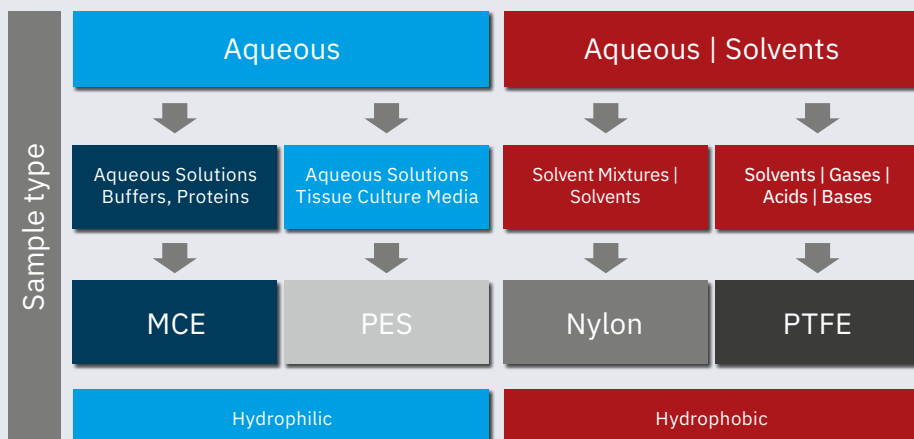 Sample type
Aqueous
Aqueous | Solvents
Aqueous Solutions
Buffers, Proteins
Aqueous Solutions
Tissue Culture Media
Solvent Mixtures |
Solvents
Solvents | Gases |
Acids | Bases
MCE
PES
Nylon
PTFE
Hydrophilic
Hydrophobic